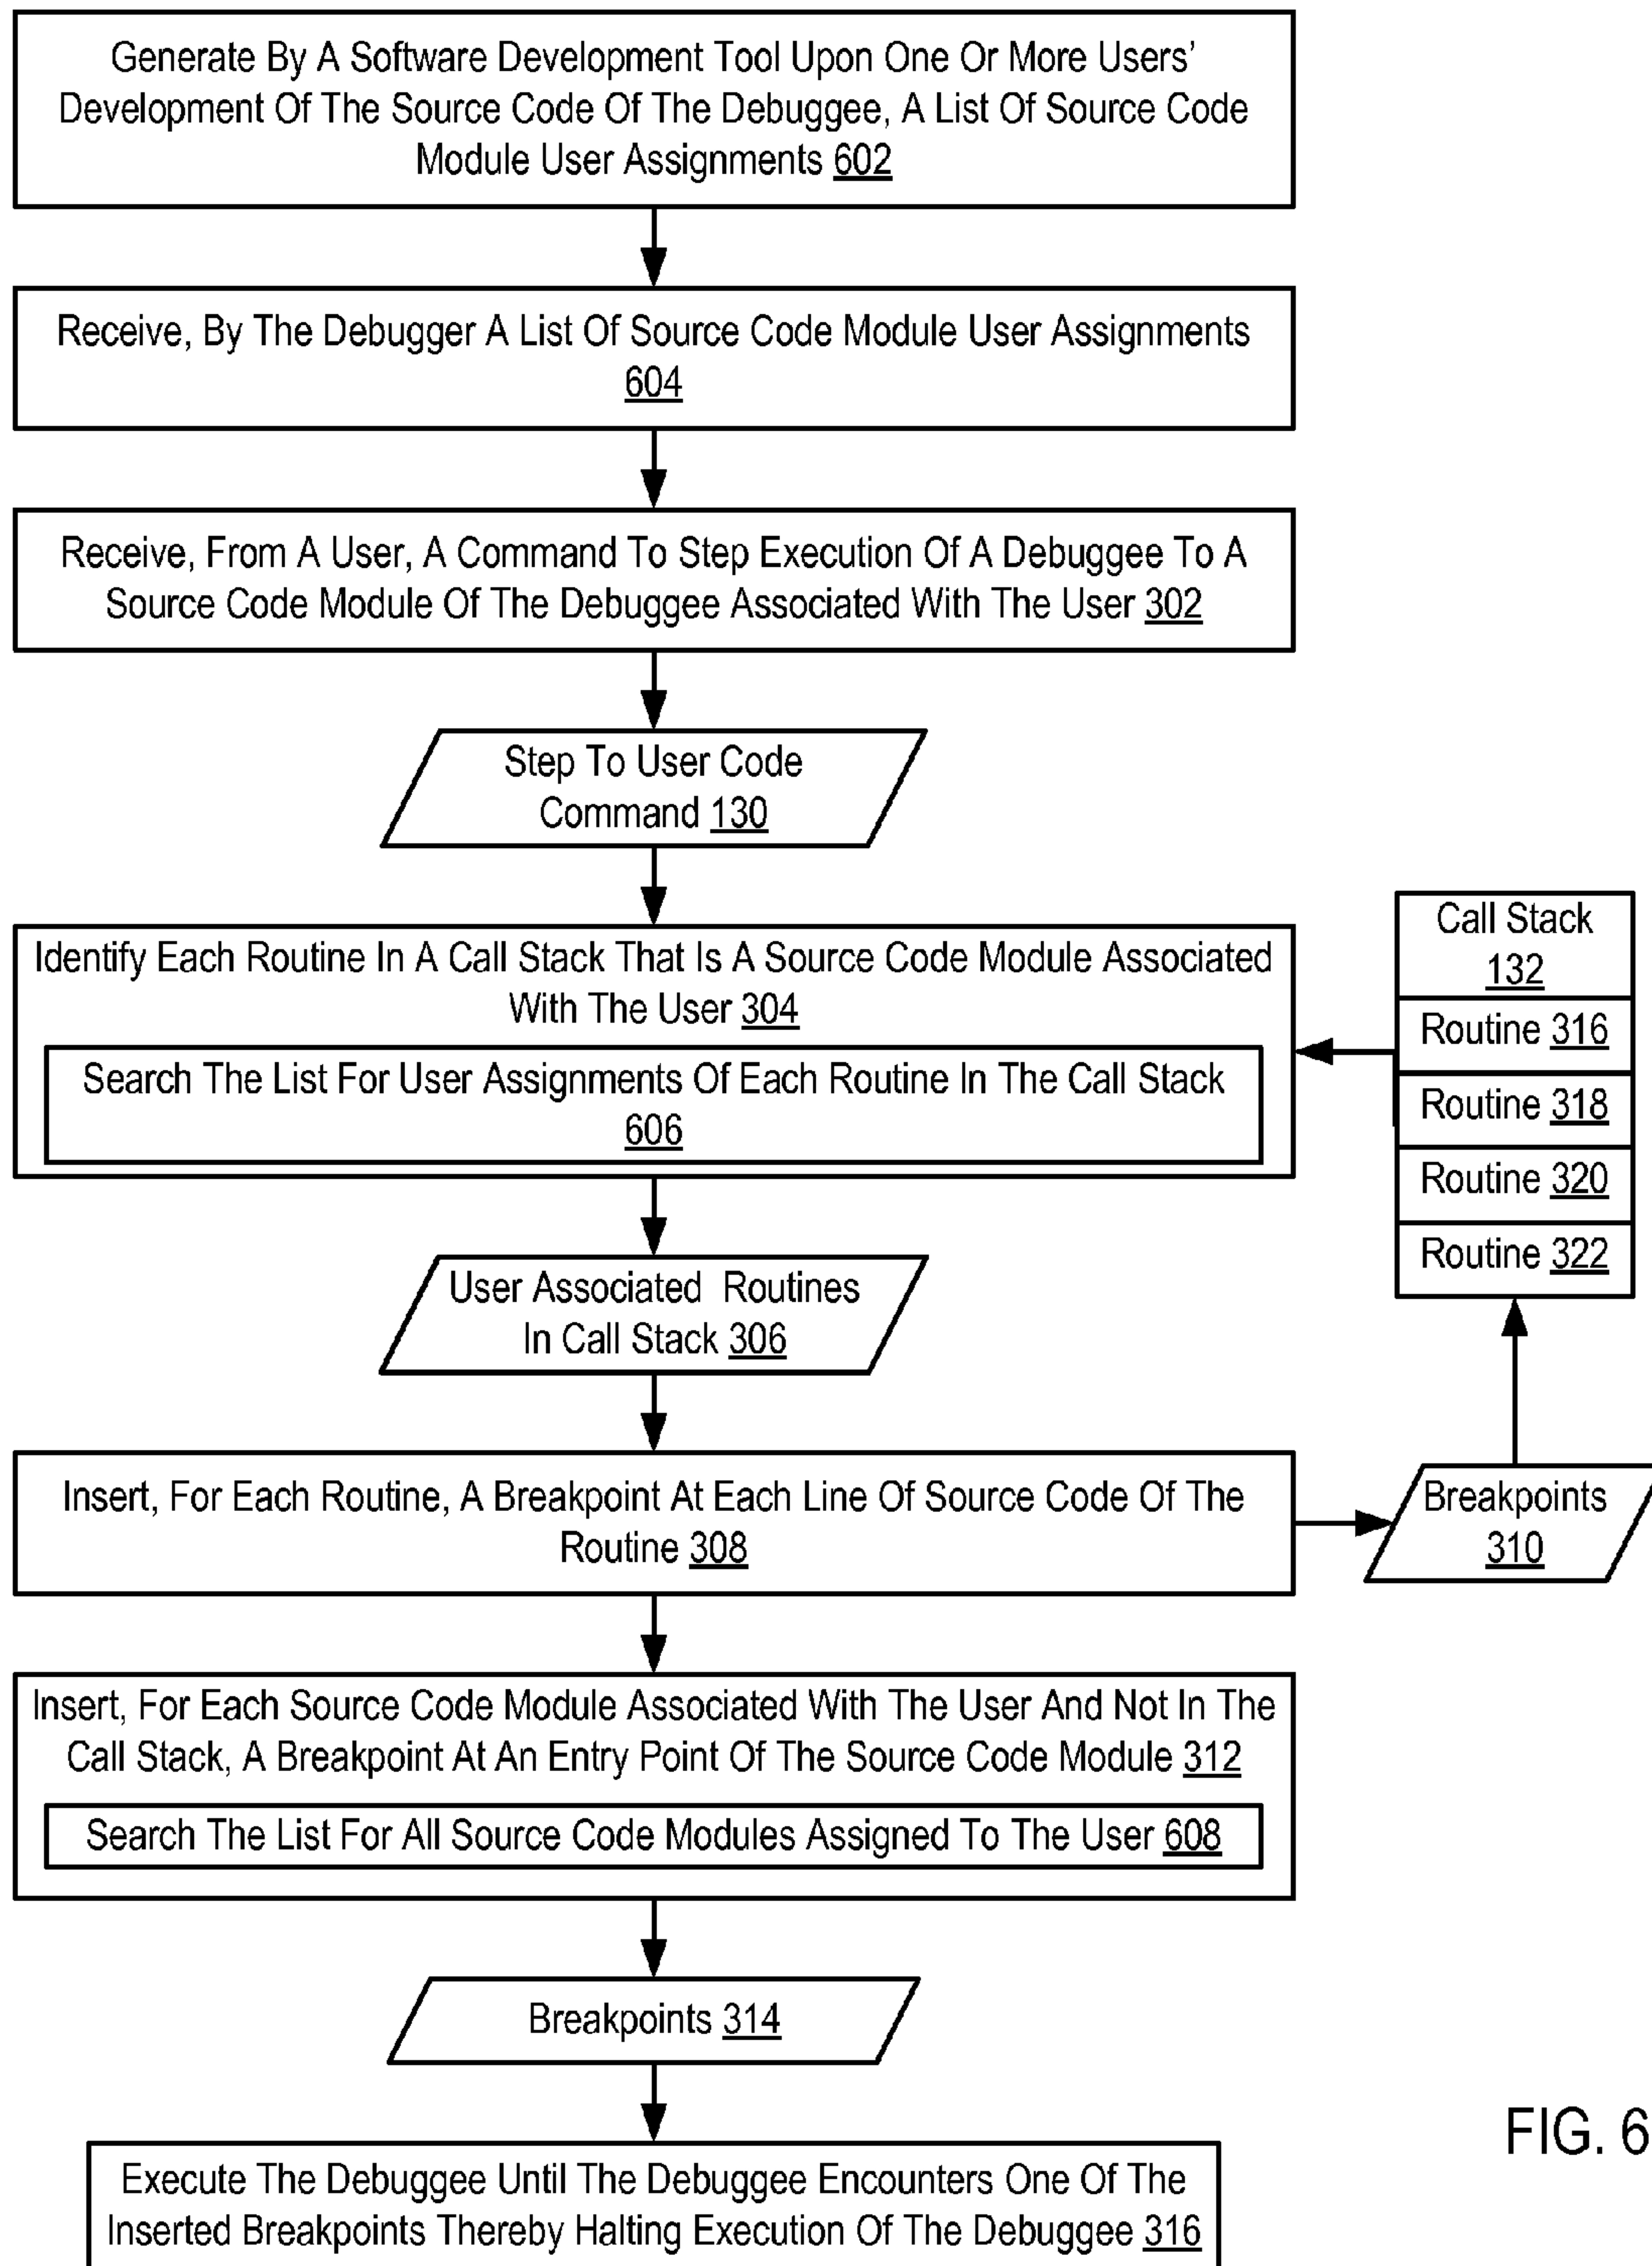 Generate By A Software Development Tool Upon One Or More Users'
Development Of The Source Code Of The Debuggee, A List Of Source Code
Module User Assignments 602
Receive, By The Debugger A List Of Source Code Module User Assignments
604
Receive, From A User, A Command To Step Execution Of A Debuggee To A
Source Code Module Of The Debuggee Associated With The User 302
Step To User Code
Command 130
Identify Each Routine In A Call Stack That Is A Source Code Module Associated
With The User 304
Search The List For User Assignments Of Each Routine In The Call Stack
606
Call Stack
132
Routine 316
Routine 318
Routine 320
Routine 322
User Associated Routines
In Call Stack 306
Insert, For Each Routine, A Breakpoint At Each Line Of Source Code Of The
Routine 308
Breakpoints
310
Insert, For Each Source Code Module Associated With The User And Not In The
Call Stack, A Breakpoint At An Entry Point Of The Source Code Module 312
Search The List For All Source Code Modules Assigned To The User 608
Breakpoints 314
Execute The Debuggee Until The Debuggee Encounters One Of The
Inserted Breakpoints Thereby Halting Execution Of The Debuggee 316
FIG. 6